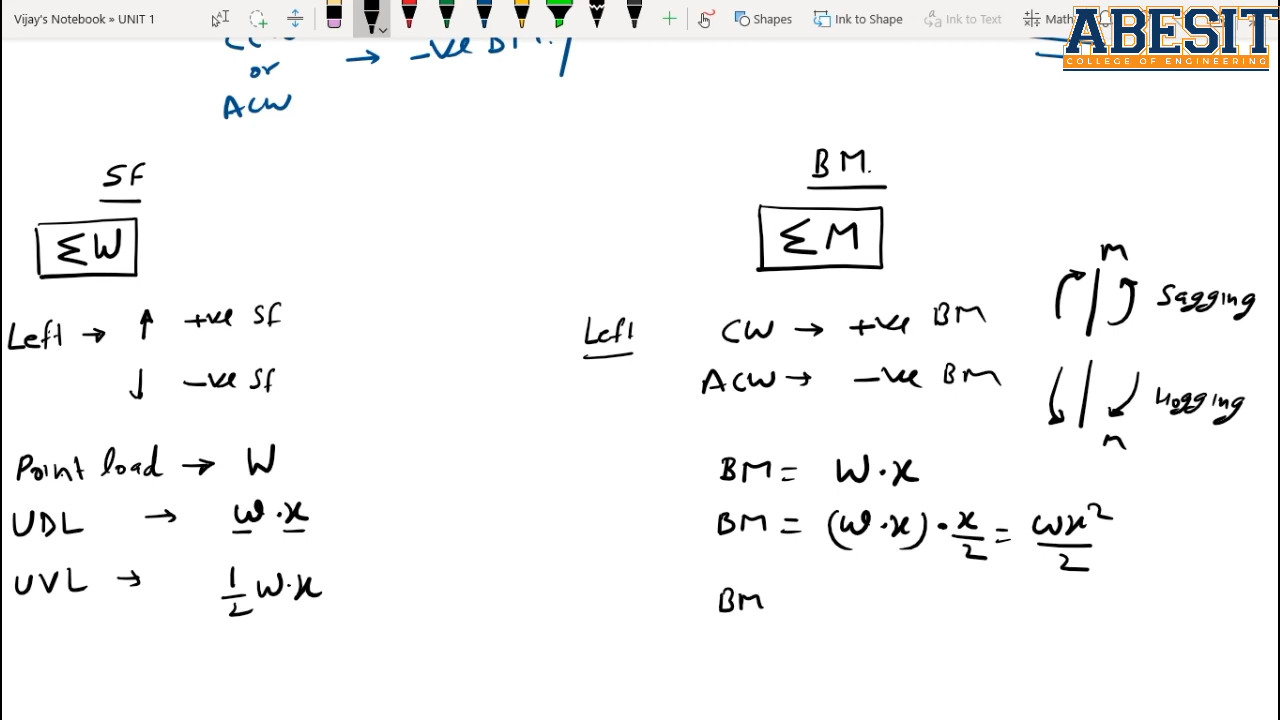 Vijay's Notebook » UNIT 1
Shapes
Ink to Shape
Ink to Text
Math
ABESIT
COLLEGE OF ENGINEERING
→ -ve BM.
or
ACW
SF
ΣW
Left → ↑ +ve SF
↓ -ve SF
Point load → W
UDL → w·x
UVL → 1/2 W·x
BM.
ΣM
Left CW → +ve BM
ACW → -ve BM
M
Sagging
Hogging
M
BM = W·x
BM = (w·x)·x/2 = wx²/2
BM